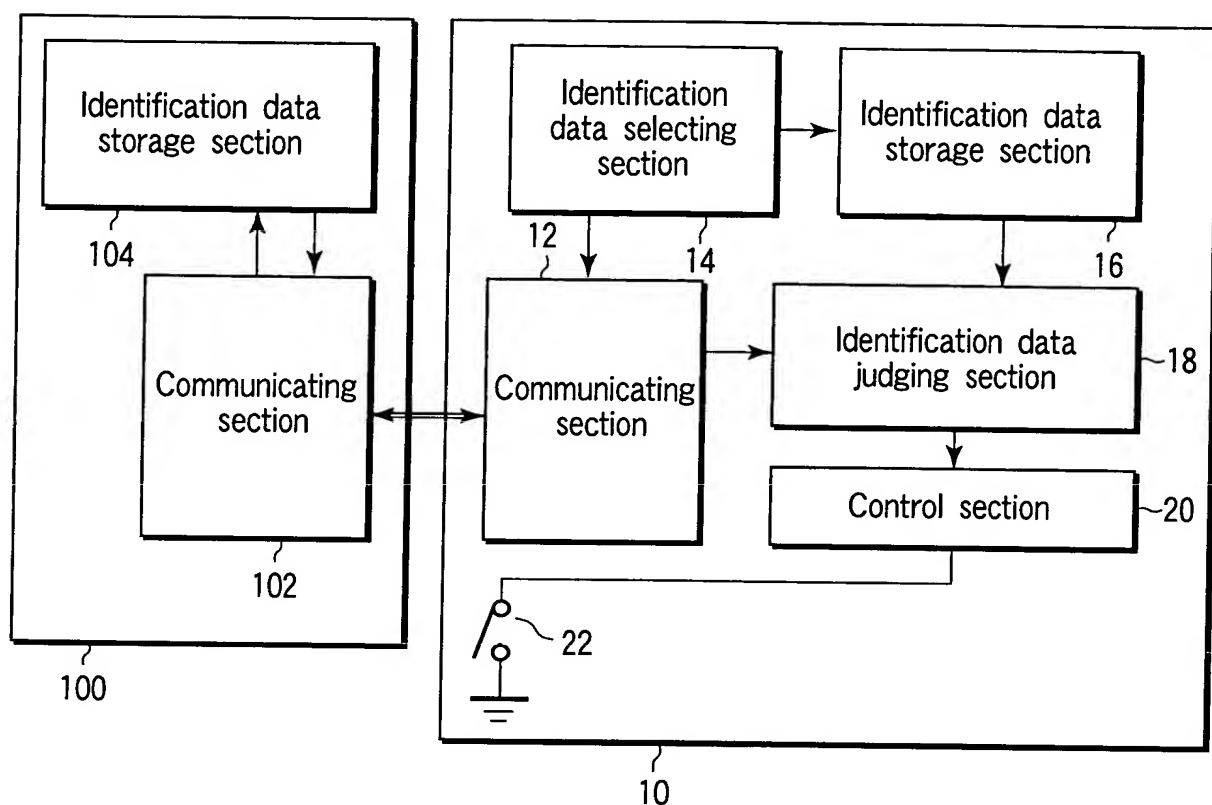 Identification data
storage section
104
Communicating
section
102
100
Identification
data selecting
section
14
Identification data
storage section
16
12
Communicating
section
Identification data
judging section
18
Control section
20
22
10